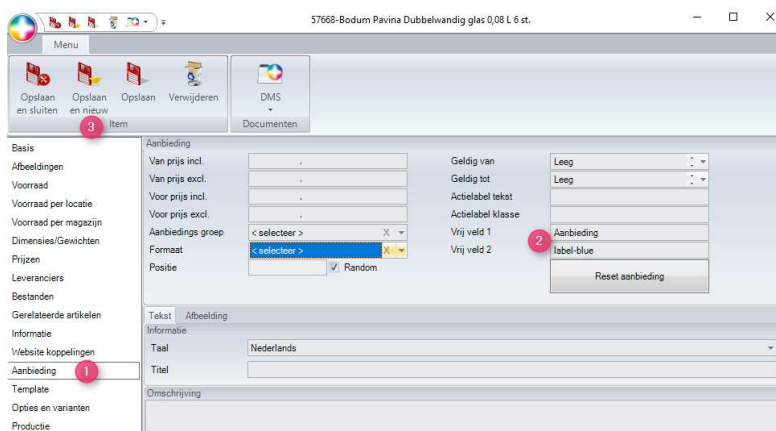 57668-Bodum Pavina Dubbelwandig glas 0,08 L 6 st.
Menu
Opslaan en sluiten
Opslaan en nieuw
Opslaan
Verwijderen
DMS
3
Item
Documenten
Basis
Afbeeldingen
Voorraad
Voorraad per locatie
Voorraad per magazijn
Dimensies/Gewichten
Prijzen
Leveranciers
Bestanden
Gerelateerde artikelen
Informatie
Website koppelingen
Aanbieding
1
Template
Opties en varianten
Productie
Aanbieding
Van prijs incl. ,
Van prijs excl. ,
Voor prijs incl. ,
Voor prijs excl. ,
Aanbiedings groep < selecteer > X
Formaat < selecteer > X
Positie Random
Geldig van Leeg
Geldig tot Leeg
Actielabel tekst
Actielabel klasse
Vrij veld 1 Aanbieding
2
Vrij veld 2 label-blue
Reset aanbieding
Tekst Afbeelding
Informatie
Taal Nederlands
Titel
Omschrijving